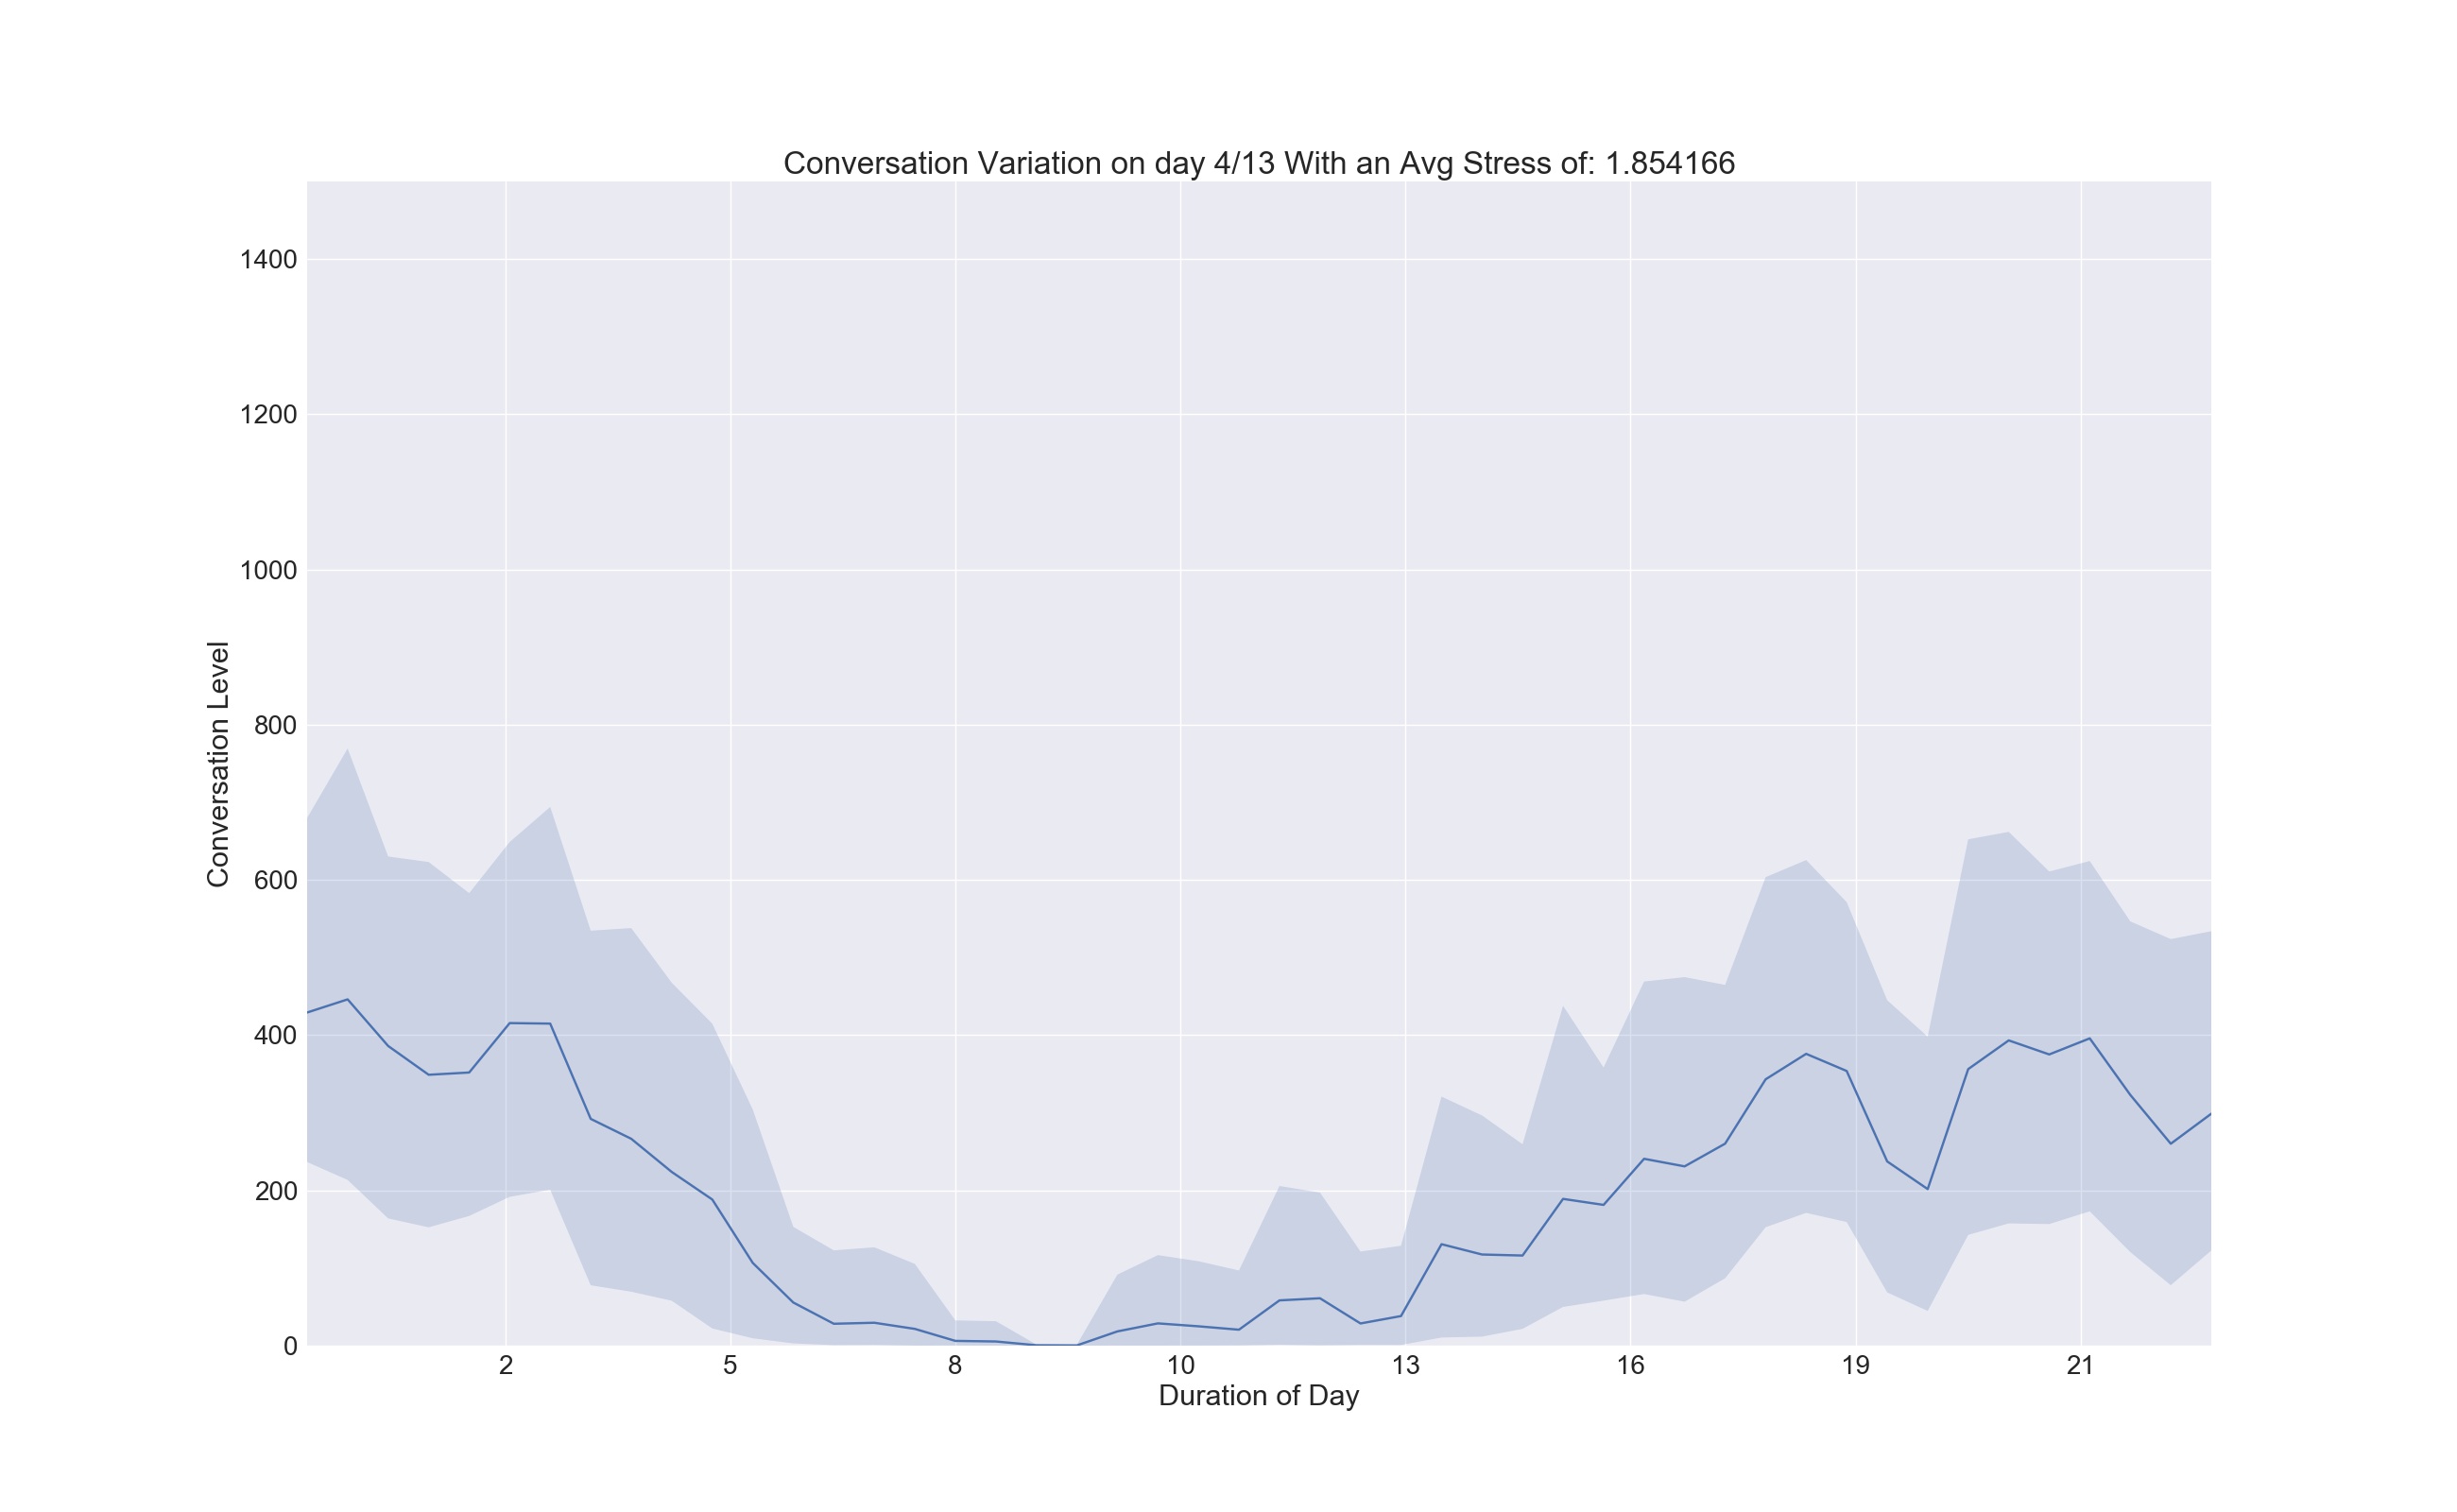 Conversation Variation on day 4/13 With an Avg Stress of: 1.854166
1400
1200
1000
800
600
400
200
0
Conversation Level
2 5 8 10 13 16 19 21
Duration of Day